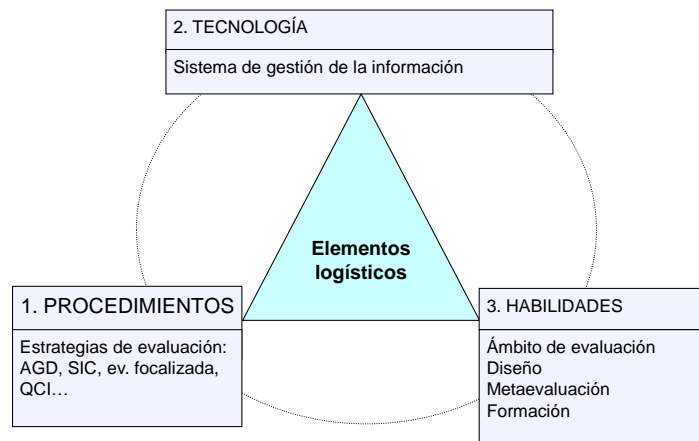 2. TECNOLOGÍA
Sistema de gestión de la información
Elementos
logísticos
1. PROCEDIMIENTOS
Estrategias de evaluación:
AGD, SIC, ev. focalizada,
QCI…
3. HABILIDADES
Ámbito de evaluación
Diseño
Metaevaluación
Formación